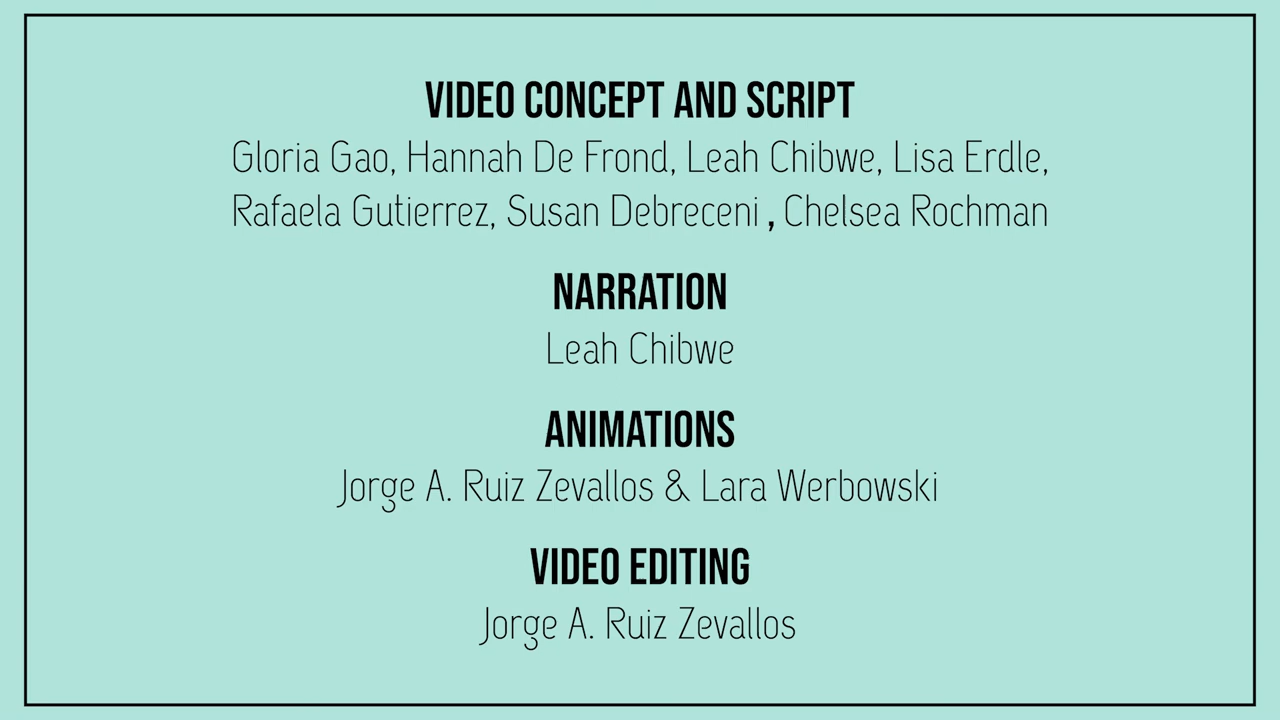 VIDEO CONCEPT AND SCRIPT
Gloria Gao, Hannah De Frond, Leah Chibwe, Lisa Erdle,
Rafaela Gutierrez, Susan Debreceni , Chelsea Rochman
NARRATION
Leah Chibwe
ANIMATIONS
Jorge A. Ruiz Zevallos & Lara Werbowski
VIDEO EDITING
Jorge A. Ruiz Zevallos